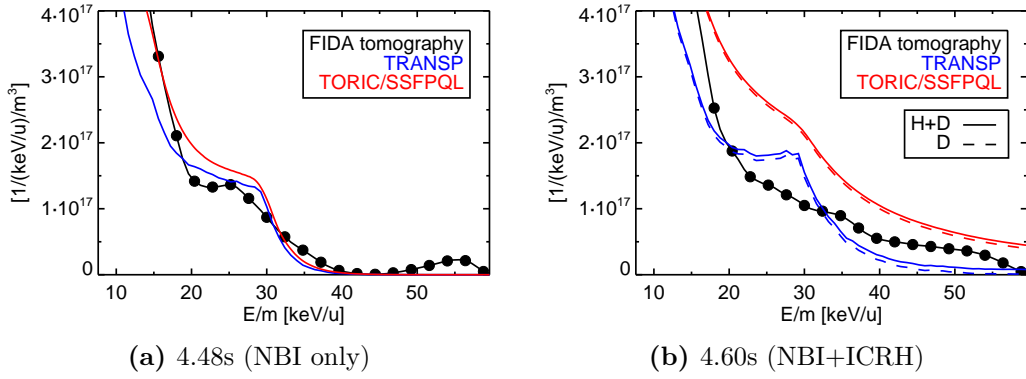 4·10^17
3·10^17
2·10^17
1·10^17
0
[1/(keV/u)/m^3]
10 20 30 40 50
E/m [keV/u]
FIDA tomography
TRANSP
TORIC/SSFPQL
(a) 4.48s (NBI only)
4·10^17
3·10^17
2·10^17
1·10^17
0
[1/(keV/u)/m^3]
10 20 30 40 50
E/m [keV/u]
FIDA tomography
TRANSP
TORIC/SSFPQL
H+D
D
(b) 4.60s (NBI+ICRH)